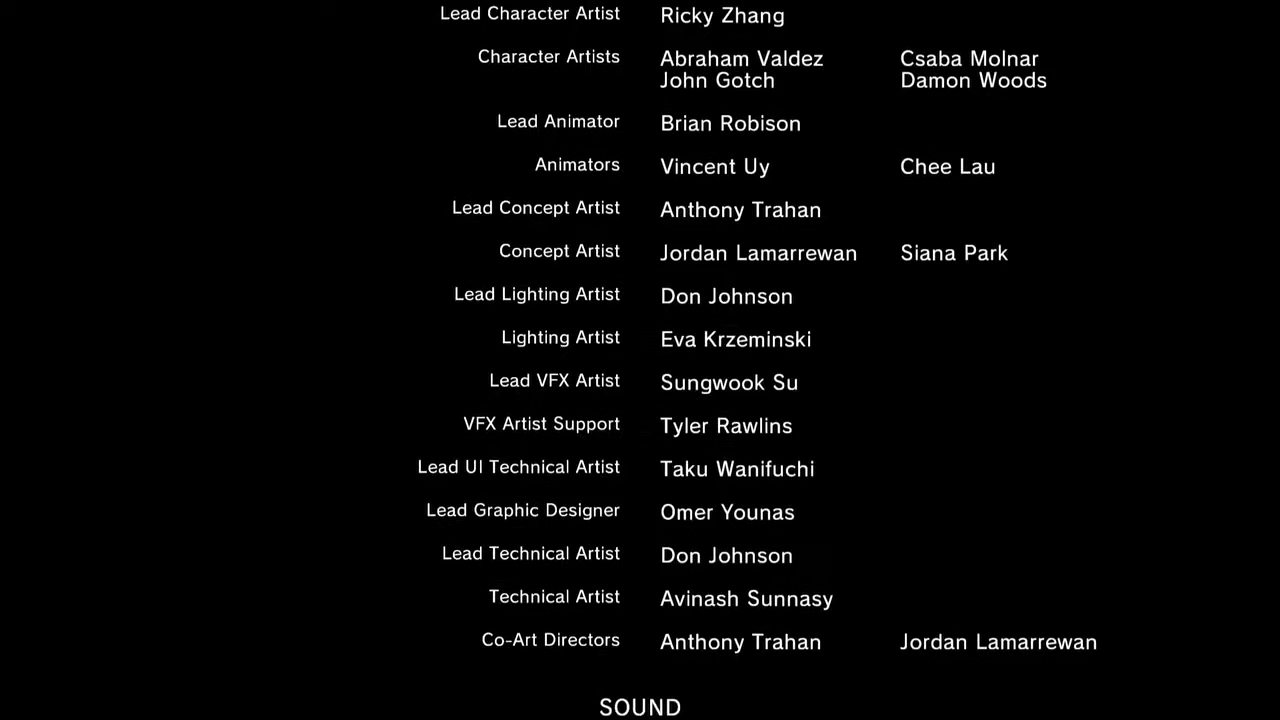 Lead Character Artist Ricky Zhang
Character Artists Abraham Valdez Csaba Molnar
John Gotch Damon Woods
Lead Animator Brian Robison
Animators Vincent Uy Chee Lau
Lead Concept Artist Anthony Trahan
Concept Artist Jordan Lamarrewan Siana Park
Lead Lighting Artist Don Johnson
Lighting Artist Eva Krzeminski
Lead VFX Artist Sungwook Su
VFX Artist Support Tyler Rawlins
Lead UI Technical Artist Taku Wanifuchi
Lead Graphic Designer Omer Younas
Lead Technical Artist Don Johnson
Technical Artist Avinash Sunnasy
Co-Art Directors Anthony Trahan Jordan Lamarrewan
SOUND